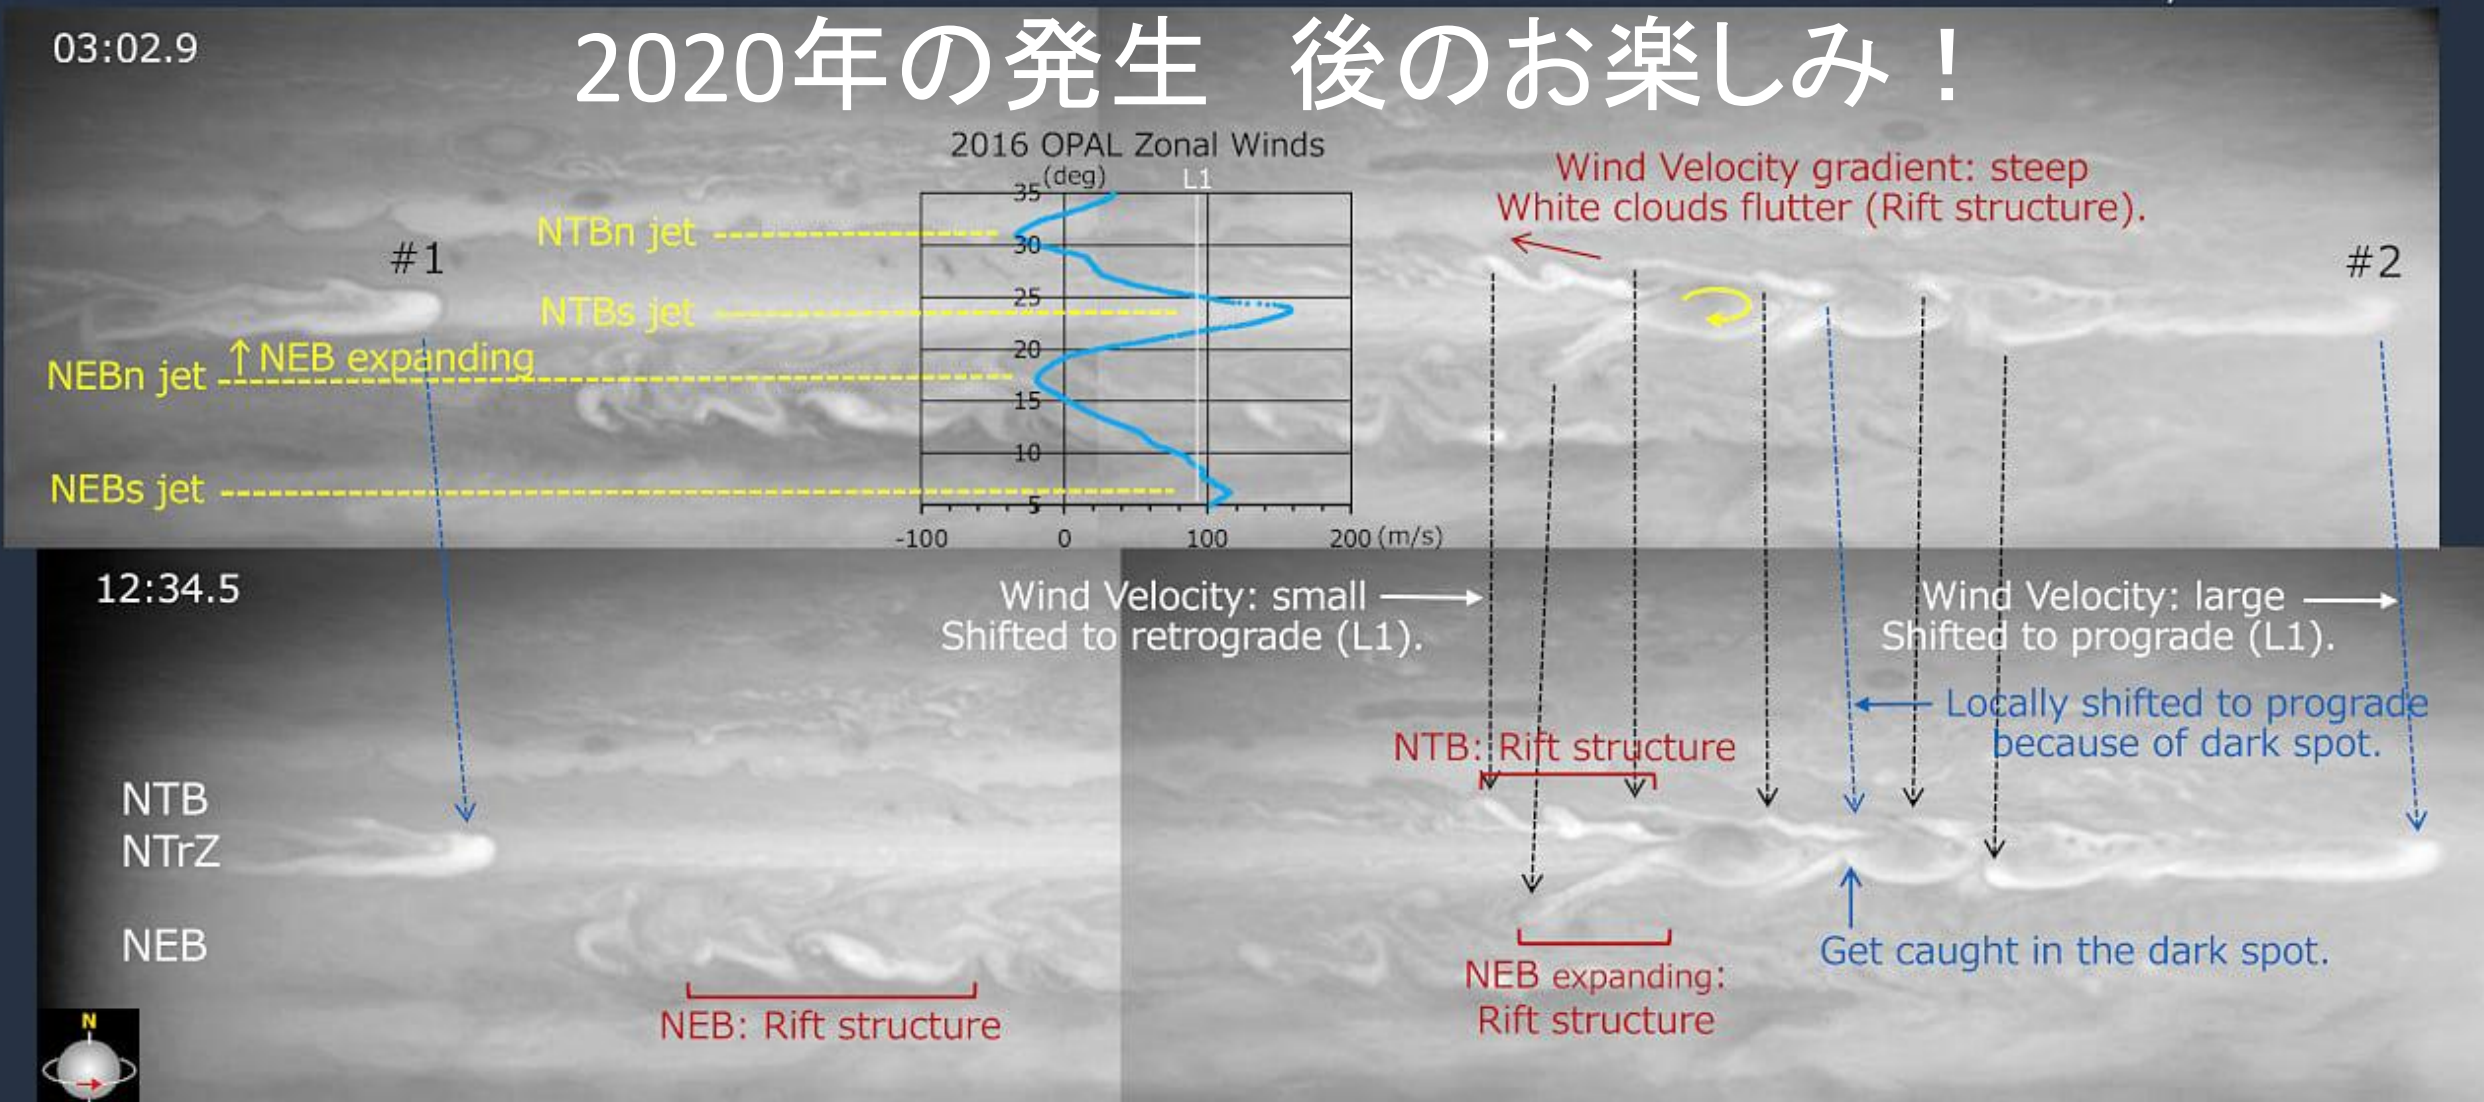 03:02.9
2020年の発生　後のお楽しみ！
2016 OPAL Zonal Winds
(deg)
L1
35
30
25
20
15
10
5
-100
0
100
200 (m/s)
NTBn jet
#1
NTBs jet
↑NEB expanding
NEBn jet
NEBs jet
Wind Velocity gradient: steep
White clouds flutter (Rift structure).
#2
12:34.5
Wind Velocity: small
Shifted to retrograde (L1).
Wind Velocity: large
Shifted to prograde (L1).
Locally shifted to prograde
because of dark spot.
NTB: Rift structure
NTB
NTrZ
NEB
Get caught in the dark spot.
NEB expanding:
Rift structure
NEB: Rift structure
N